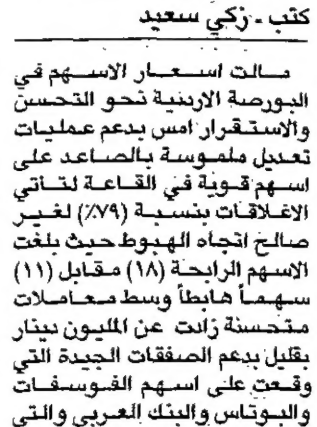 كتب - زكي سعيد
مالت اسعار الاسهم في
البورصة الاردنية نحو التحسن
والاستقرار امس بدعم عمليات
تعديل ملموسة بالصاعد على
اسهم قوية في القاعة لتأتي
الاغلاقات بنسبة (٧٩٪) لغير
صالح اتجاه الهبوط حيث بلغت
الاسهم الرابحة (١٨) مقابل (١١)
سهماً هابطاً وسط معاملات
متحسنة زادت عن المليون دينار
بقليل بدعم الصفقات الجيدة التي
وقعت على اسهم الفوسفات
والبوتاس والبنك العربي والتي